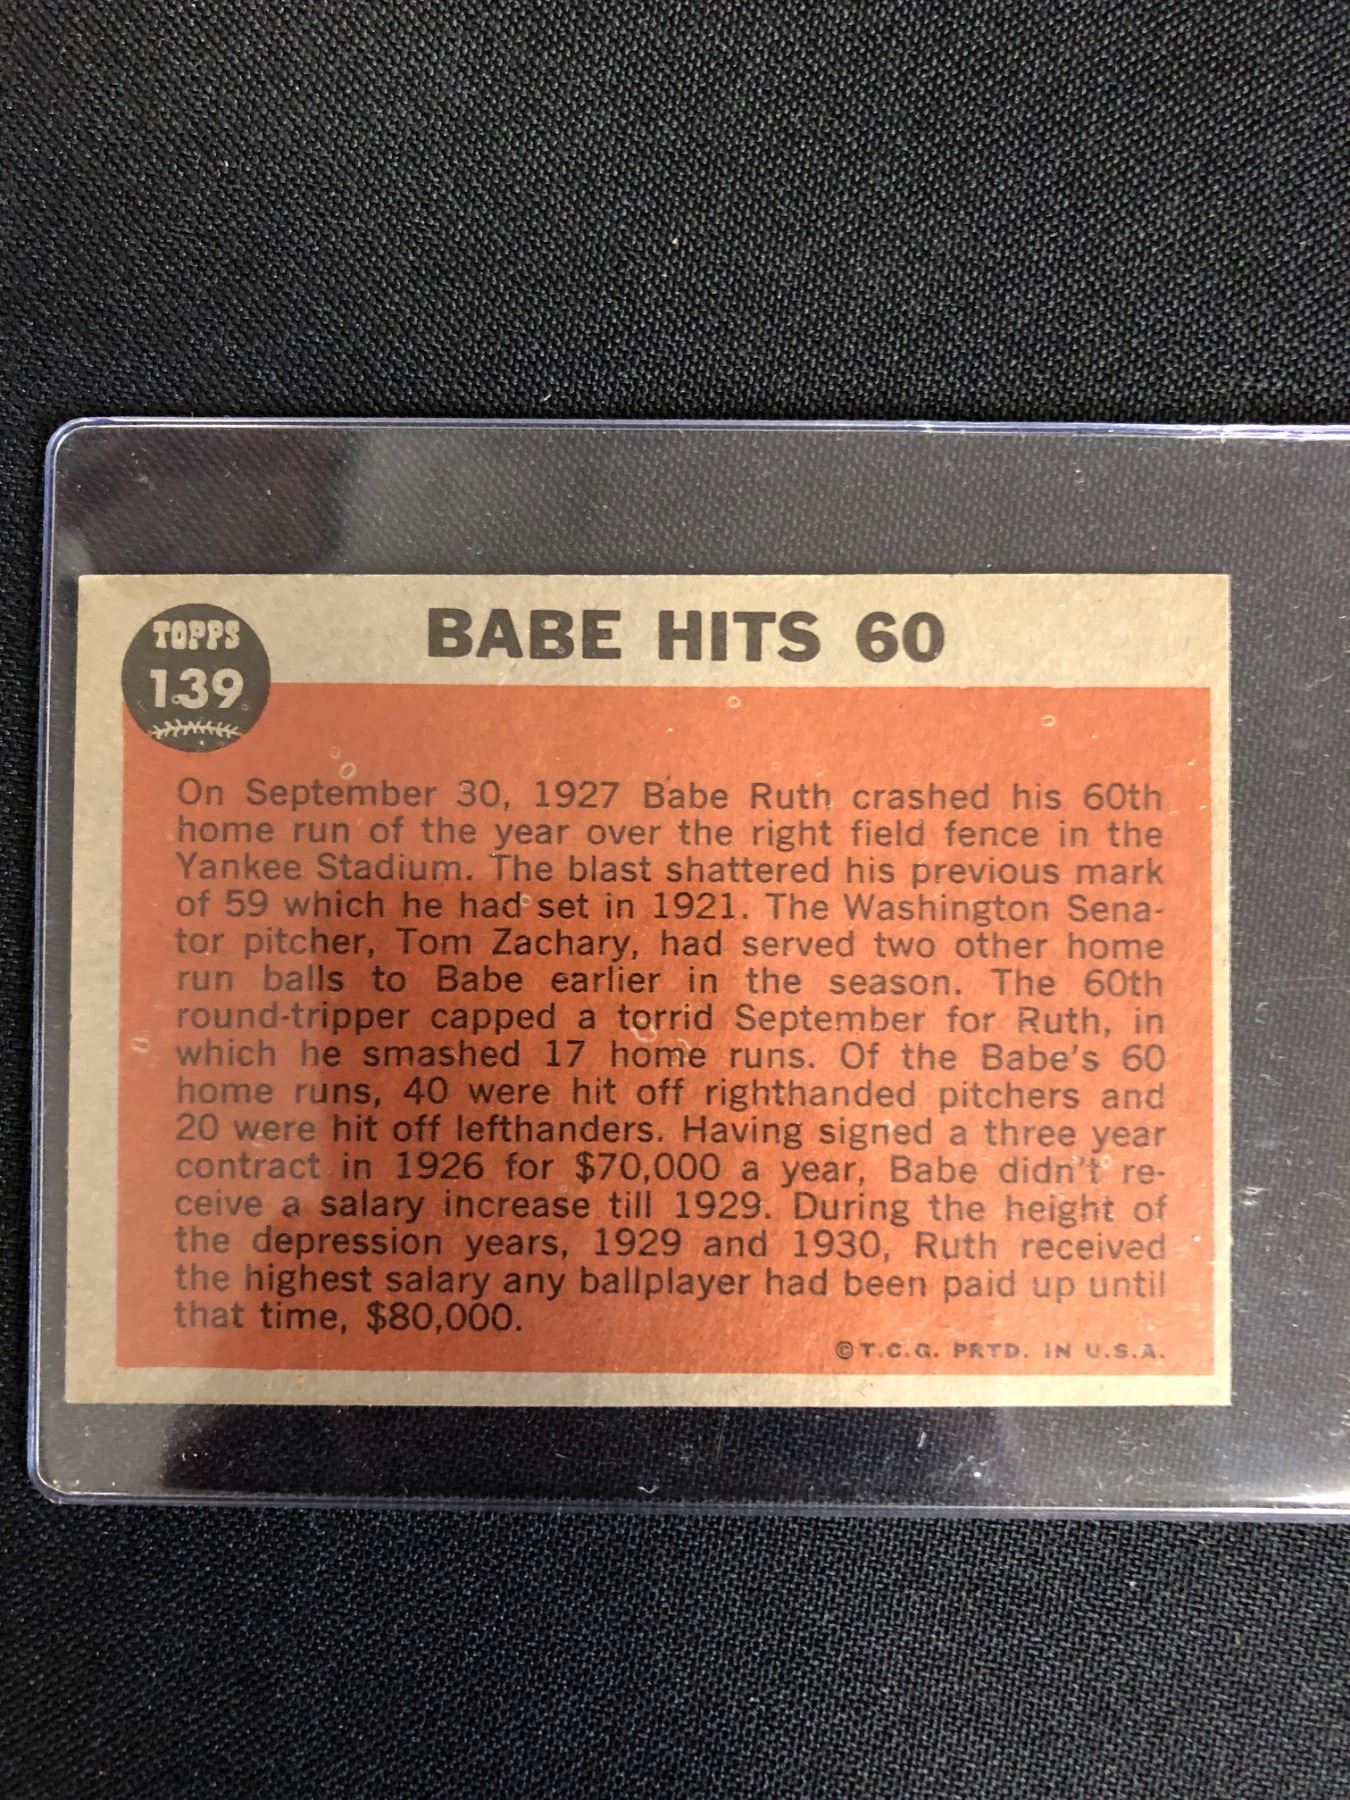 TOPPS
139
BABE HITS 60
On September 30, 1927 Babe Ruth crashed his 60th
home run of the year over the right field fence in the
Yankee Stadium. The blast shattered his previous mark
of 59 which he had set in 1921. The Washington Sena-
tor pitcher, Tom Zachary, had served two other home
run balls to Babe earlier in the season. The 60th
round-tripper capped a torrid September for Ruth, in
which he smashed 17 home runs. Of the Babe's 60
home runs, 40 were hit off righthanded pitchers and
20 were hit off lefthanders. Having signed a three year
contract in 1926 for $70,000 a year, Babe didn't re-
ceive a salary increase till 1929. During the height of
the depression years, 1929 and 1930, Ruth received
the highest salary any ballplayer had been paid up until
that time, $80,000.
©T.C.G. PRTD. IN U.S.A.